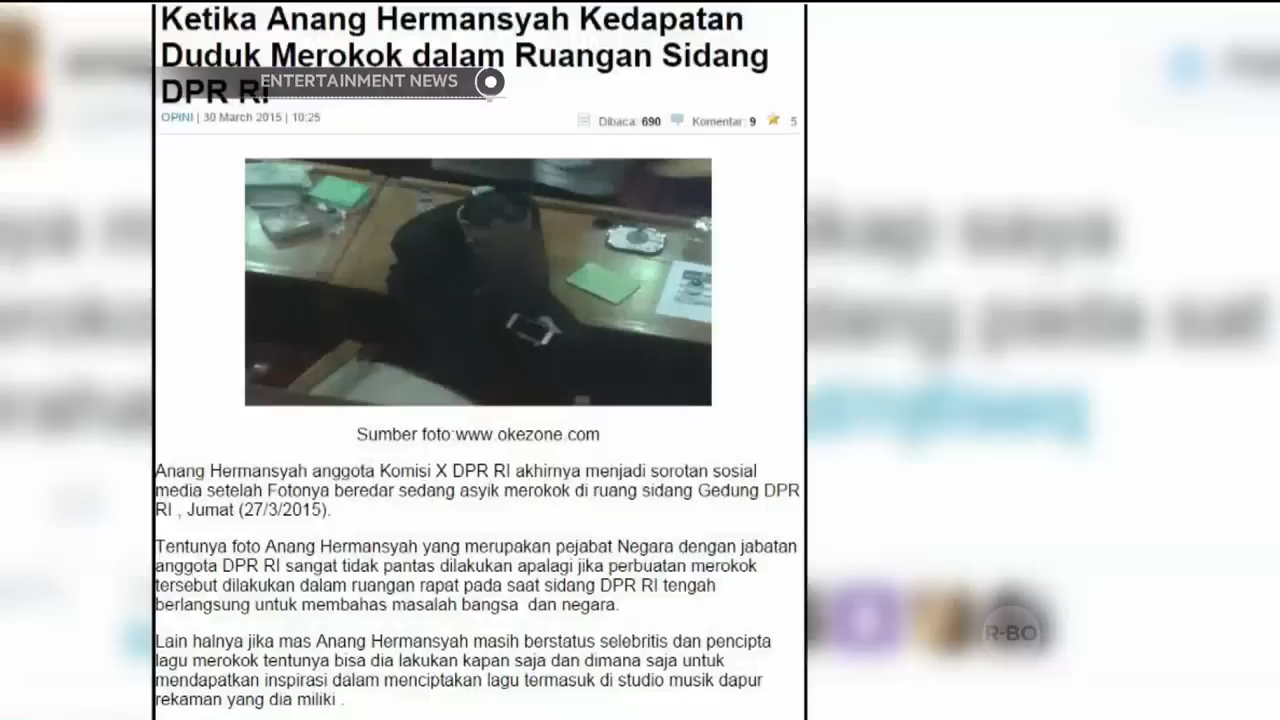 Ketika Anang Hermansyah Kedapatan
Duduk Merokok dalam Ruangan Sidang
DPR RI
ENTERTAINMENT NEWS
OPINI | 30 March 2015 | 10:25
Dibaca: 690 Komentar: 9 5
Sumber foto:www okezone.com
Anang Hermansyah anggota Komisi X DPR RI akhirnya menjadi sorotan sosial
media setelah Fotonya beredar sedang asyik merokok di ruang sidang Gedung DPR
RI , Jumat (27/3/2015).
Tentunya foto Anang Hermansyah yang merupakan pejabat Negara dengan jabatan
anggota DPR RI sangat tidak pantas dilakukan apalagi jika perbuatan merokok
tersebut dilakukan dalam ruangan rapat pada saat sidang DPR RI tengah
berlangsung untuk membahas masalah bangsa dan negara.
Lain halnya jika mas Anang Hermansyah masih berstatus selebritis dan pencipta
lagu merokok tentunya bisa dia lakukan kapan saja dan dimana saja untuk
mendapatkan inspirasi dalam menciptakan lagu termasuk di studio musik dapur
rekaman yang dia miliki .
kap saya
dang pada sat
R-BO